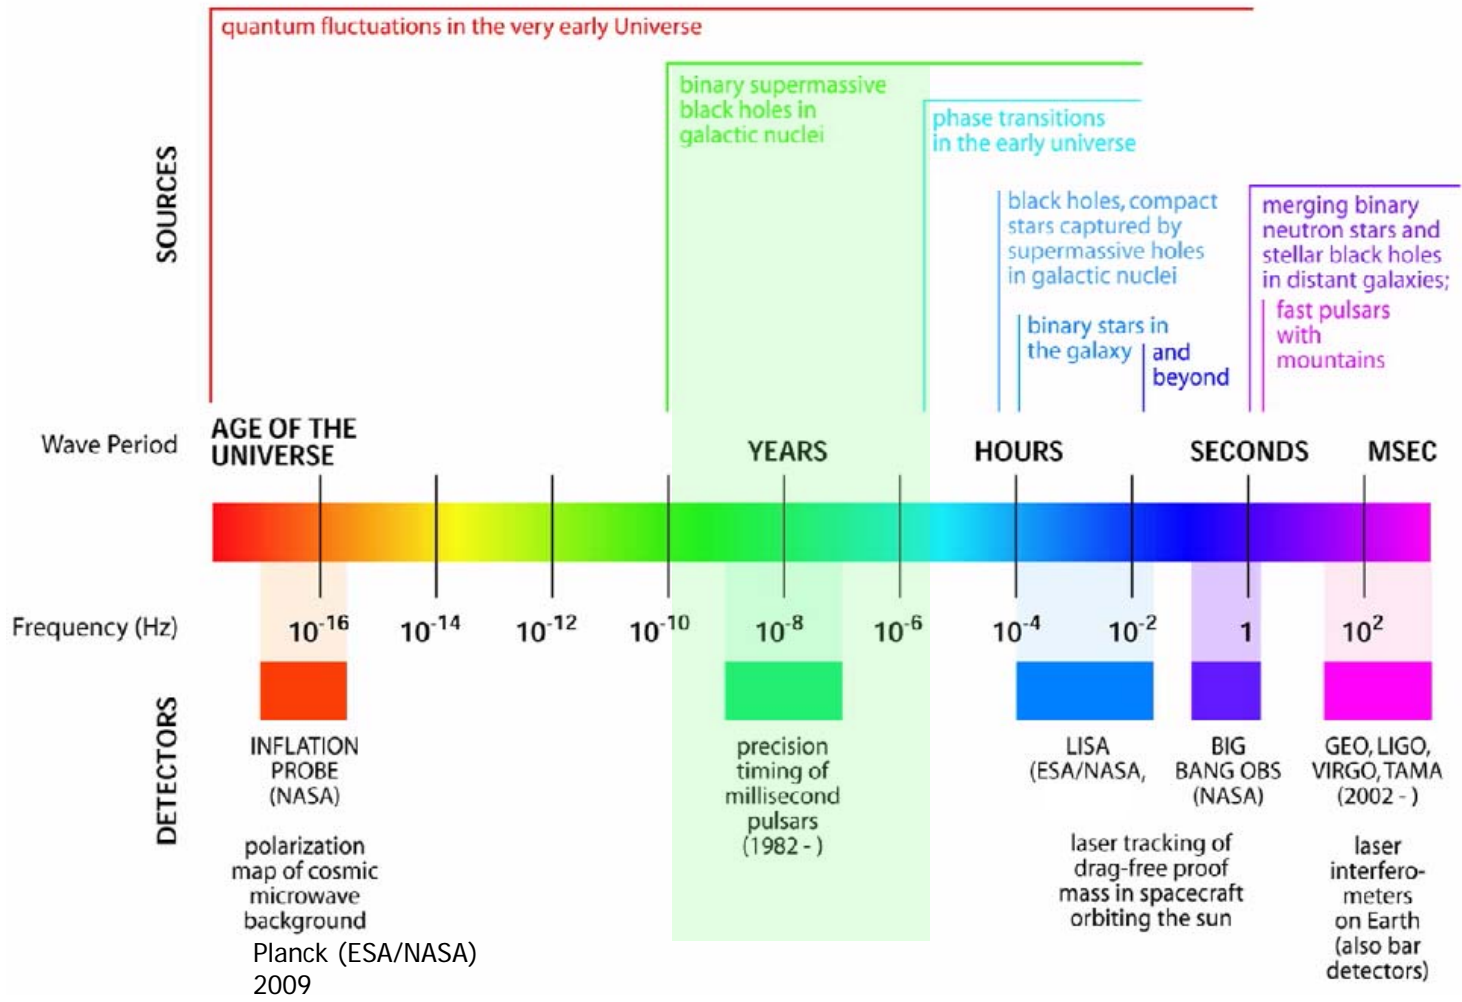 quantum fluctuations in the very early Universe
binary supermassive
black holes in
galactic nuclei
phase transitions
in the early universe
SOURCES
black holes, compact
stars captured by
supermassive holes
in galactic nuclei
merging binary
neutron stars and
stellar black holes
in distant galaxies;
binary stars in
the galaxy
and
beyond
fast pulsars
with
mountains
Wave Period
AGE OF THE
UNIVERSE
YEARS
HOURS
SECONDS
MSEC
Frequency (Hz)
10⁻¹⁶ 10⁻¹⁴ 10⁻¹² 10⁻¹⁰ 10⁻⁸ 10⁻⁶ 10⁻⁴ 10⁻² 1 10²
DETECTORS
INFLATION
PROBE
(NASA)
polarization
map of cosmic
microwave
background
Planck (ESA/NASA)
2009
precision
timing of
millisecond
pulsars
(1982 - )
LISA
(ESA/NASA,
BIG
BANG OBS
(NASA)
laser tracking of
drag-free proof
mass in spacecraft
orbiting the sun
GEO, LIGO,
VIRGO, TAMA
(2002 - )
laser
interfero-
meters
on Earth
(also bar
detectors)